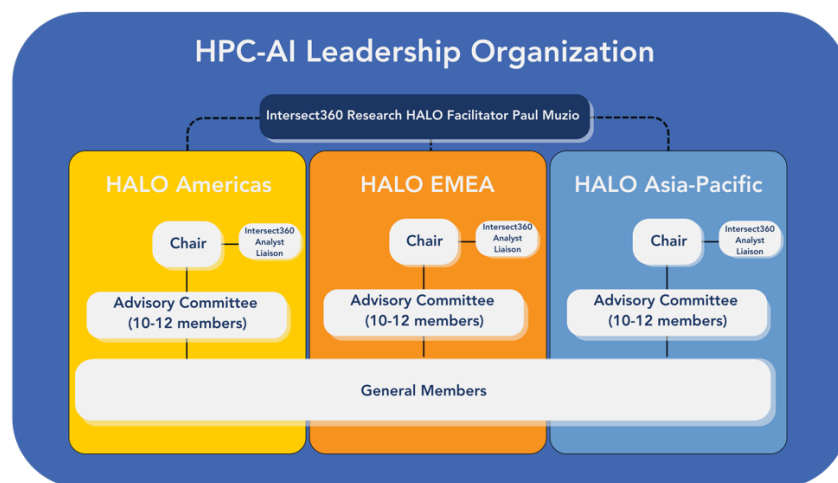 HPC-AI Leadership Organization
Intersect360 Research HALO Facilitator Paul Muzio
HALO Americas
HALO EMEA
HALO Asia-Pacific
Chair
Intersect360
Analyst
Liaison
Chair
Intersect360
Analyst
Liaison
Chair
Intersect360
Analyst
Liaison
Advisory Committee
(10-12 members)
Advisory Committee
(10-12 members)
Advisory Committee
(10-12 members)
General Members